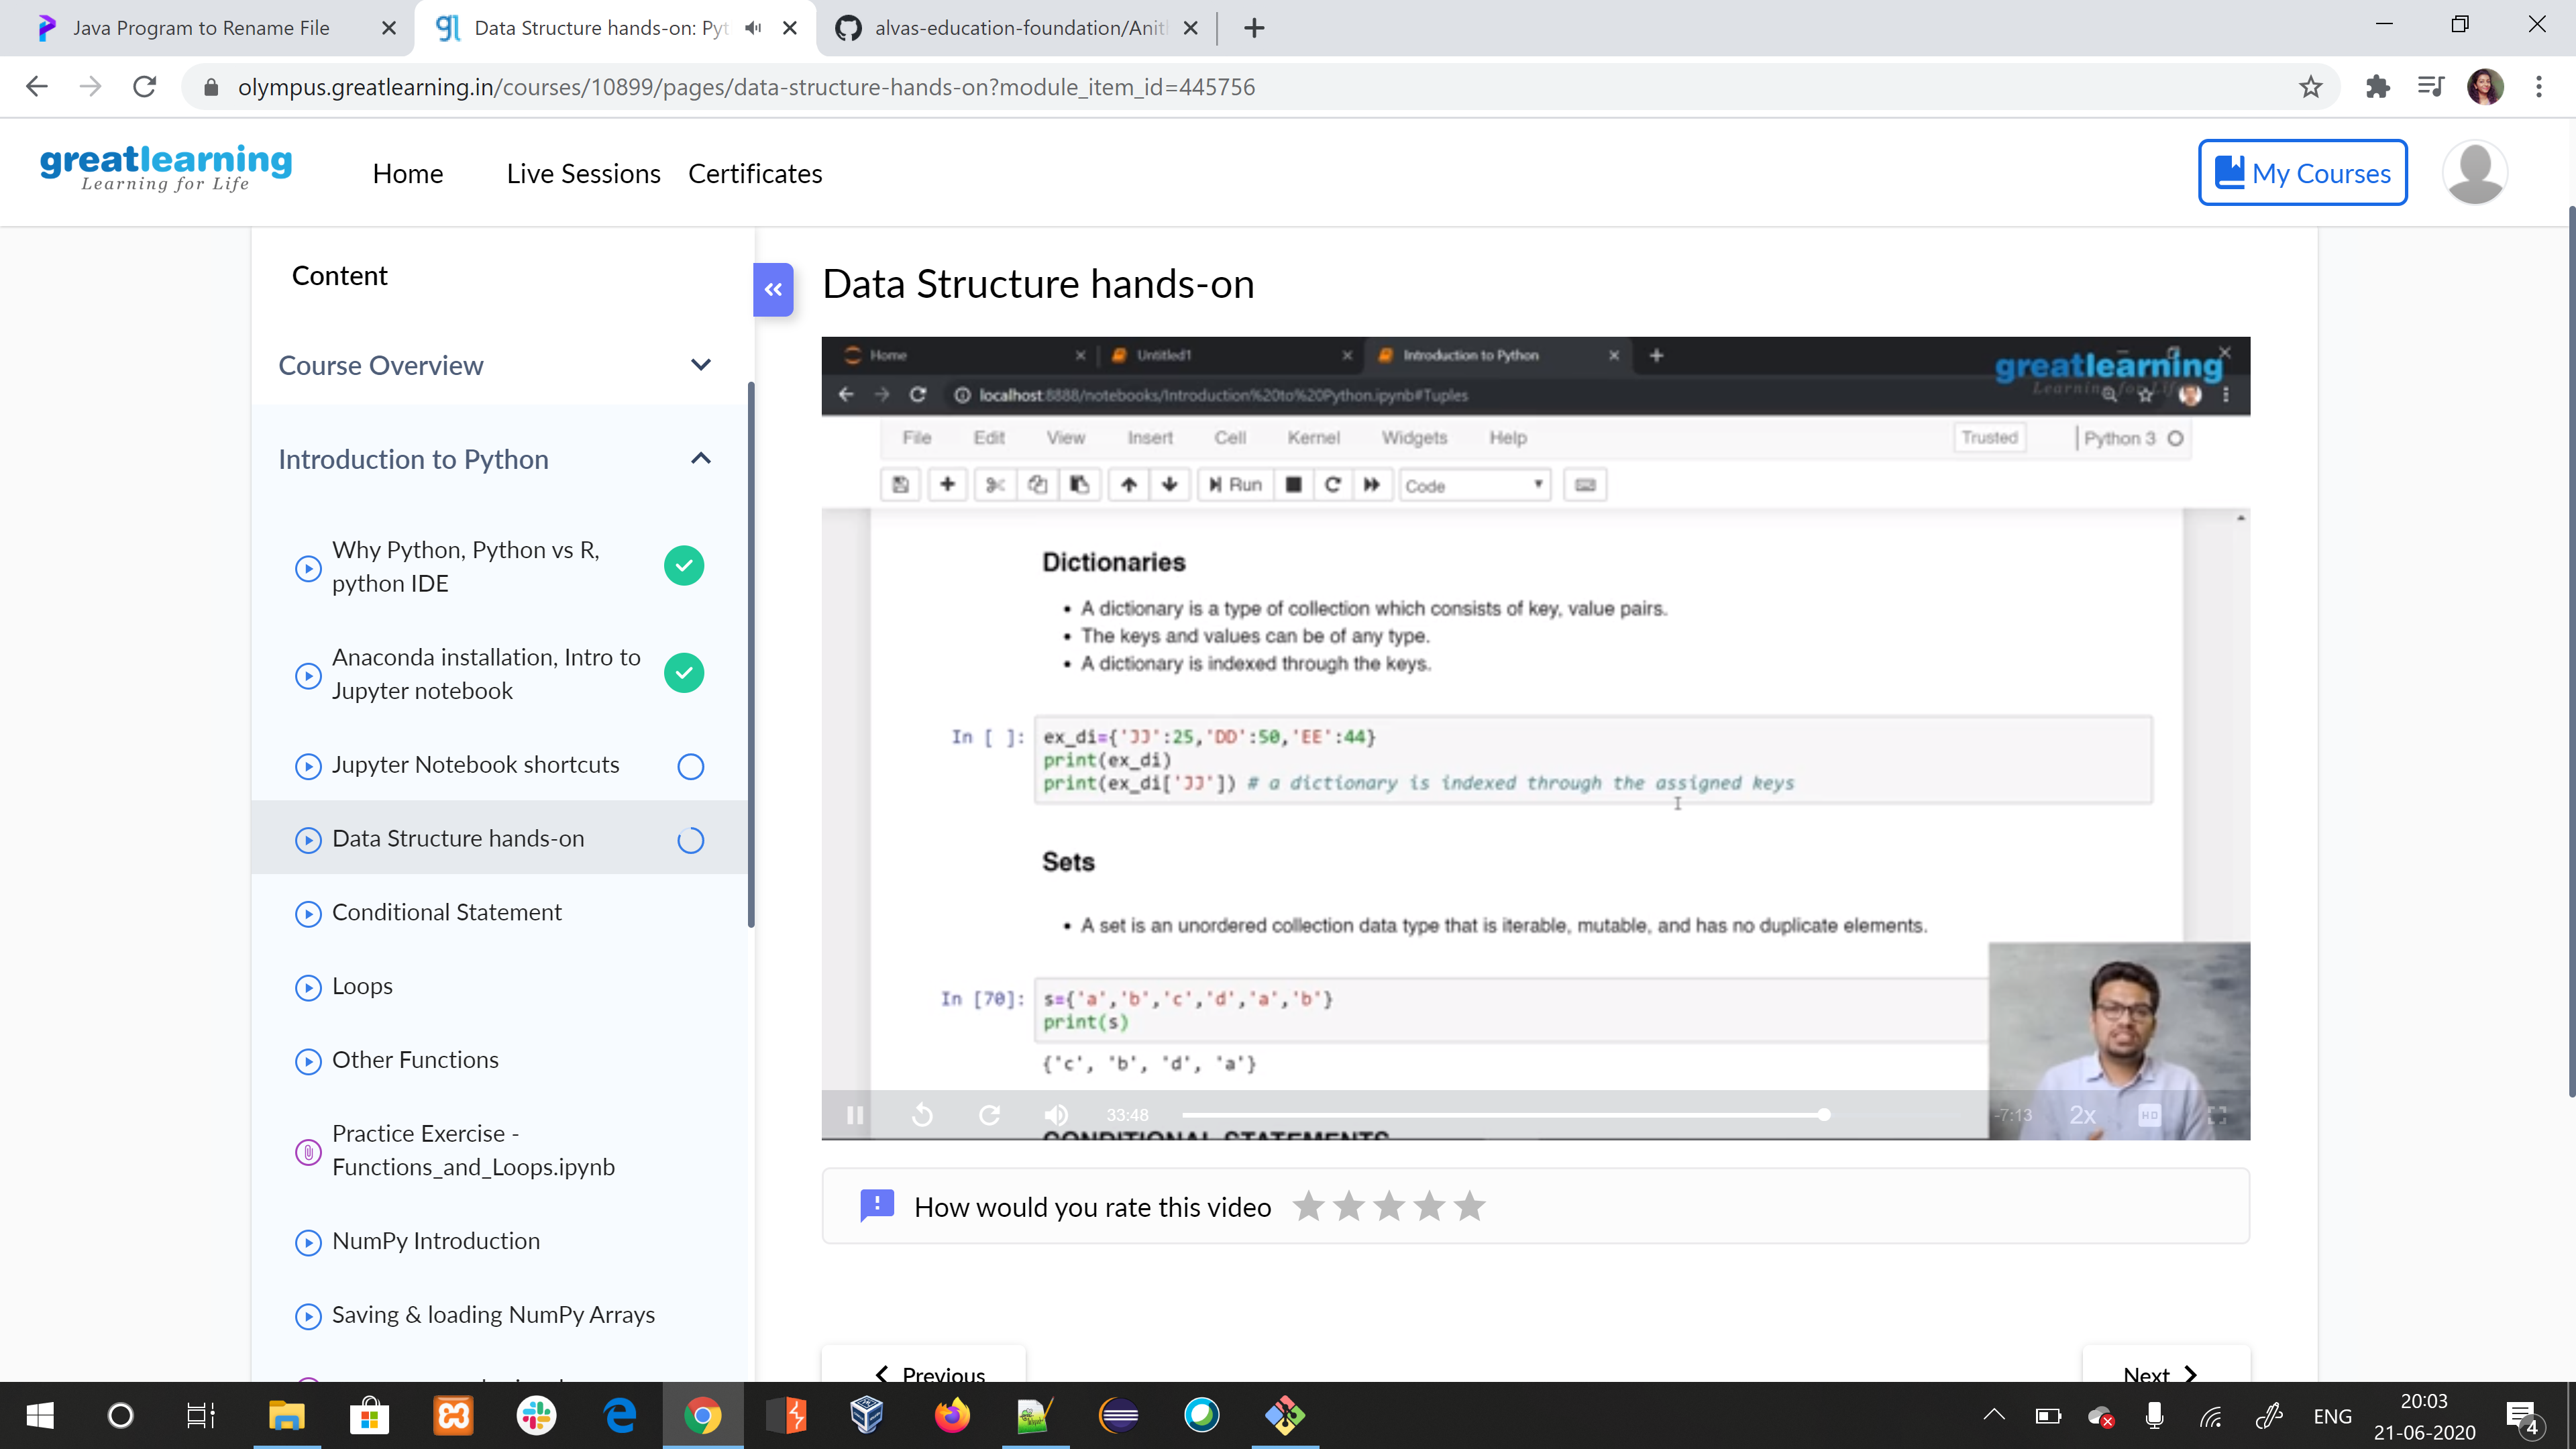 Java Program to Rename File
Data Structure hands-on: Pyt
alvas-education-foundation/Anit
olympus.greatlearning.in/courses/10899/pages/data-structure-hands-on?module_item_id=445756
greatlearning
Learning for Life
Home
Live Sessions
Certificates
My Courses
Content
Course Overview
Introduction to Python
Why Python, Python vs R,
python IDE
Anaconda installation, Intro to
Jupyter notebook
Jupyter Notebook shortcuts
Data Structure hands-on
Conditional Statement
Loops
Other Functions
Practice Exercise -
Functions_and_Loops.ipynb
NumPy Introduction
Saving & loading NumPy Arrays
Data Structure hands-on
Home
Untitled1
Introduction to Python
greatlearning
Learning for Life
localhost:8888/notebooks/Introduction%20to%20Python.ipynb#Tuples
File Edit View Insert Cell Kernel Widgets Help
Trusted
Python 3
Run
Code
Dictionaries
• A dictionary is a type of collection which consists of key, value pairs.
• The keys and values can be of any type.
• A dictionary is indexed through the keys.
In [ ]: ex_di={'JJ':25,'DD':50,'EE':44}
print(ex_di)
print(ex_di['JJ']) # a dictionary is indexed through the assigned keys
Sets
• A set is an unordered collection data type that is iterable, mutable, and has no duplicate elements.
In [70]: s={'a','b','c','d','a','b'}
print(s)
{'c', 'b', 'd', 'a'}
33:48
-7:13
2x
HD
CONDITIONAL STATEMENTS
How would you rate this video
Previous
Next
ENG
20:03
21-06-2020
4